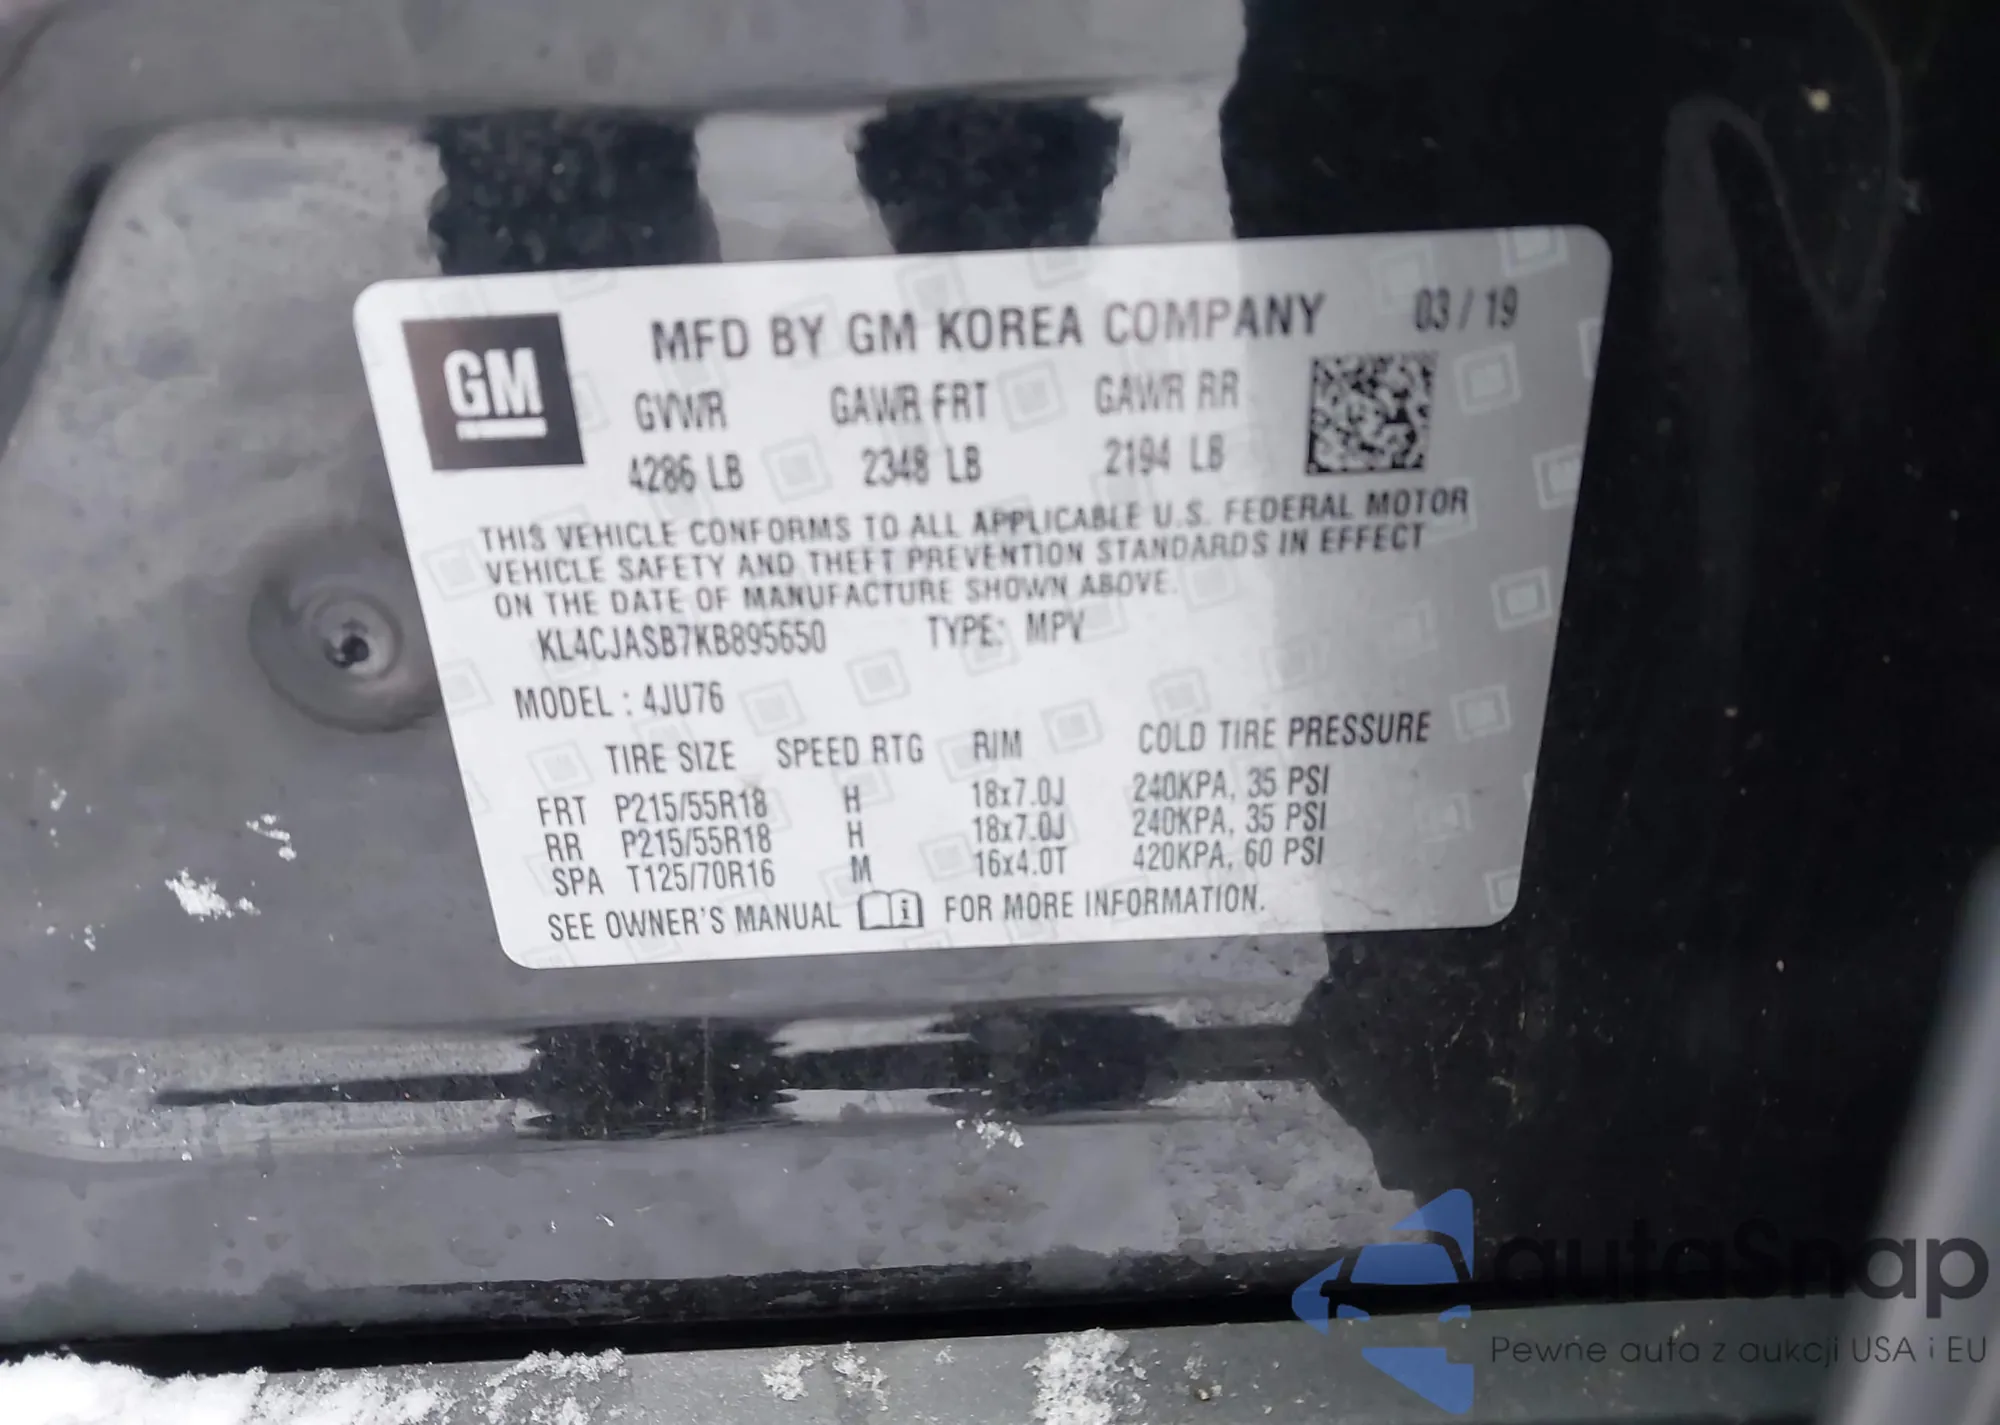 GM
MFD BY GM KOREA COMPANY 03 / 19
GVWR GAWR FRT GAWR RR
4286 LB 2348 LB 2194 LB
THIS VEHICLE CONFORMS TO ALL APPLICABLE U.S. FEDERAL MOTOR
VEHICLE SAFETY AND THEFT PREVENTION STANDARDS IN EFFECT
ON THE DATE OF MANUFACTURE SHOWN ABOVE.
KL4CJASB7KB895650 TYPE: MPV
MODEL : 4JU76
TIRE SIZE SPEED RTG RIM COLD TIRE PRESSURE
FRT P215/55R18 H 18x7.0J 240KPA, 35 PSI
RR P215/55R18 H 18x7.0J 240KPA, 35 PSI
SPA T125/70R16 M 16x4.0T 420KPA, 60 PSI
SEE OWNER'S MANUAL i FOR MORE INFORMATION.
autaSnap
Pewne auta z aukcji USA i EU